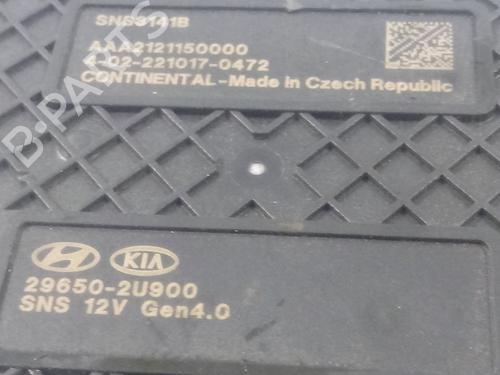 SNS8141B
AAA2121150000
4-02-221017-0472
CONTINENTAL -Made in Czech Republic
B-PARTS
KIA
29650-2U900
SNS 12V Gen4.0